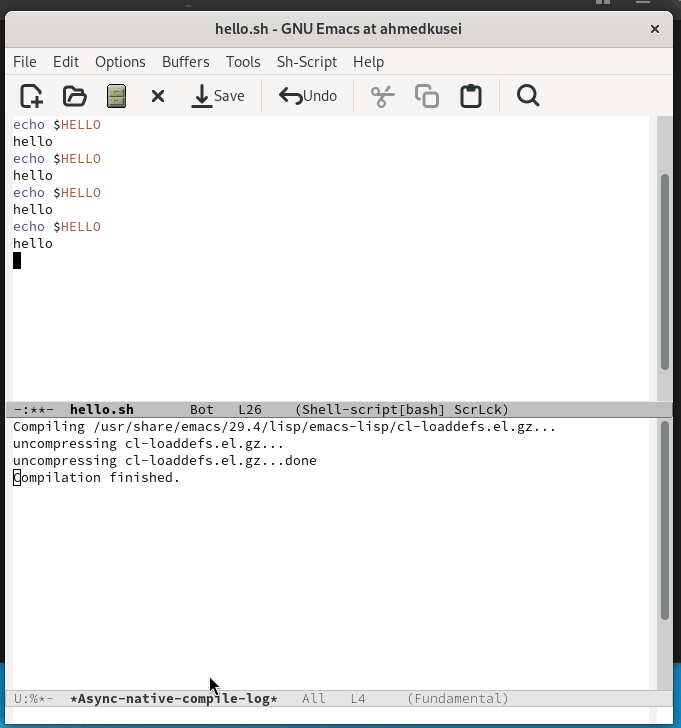 hello.sh - GNU Emacs at ahmedkusei
File Edit Options Buffers Tools Sh-Script Help
Save Undo
echo $HELLO
hello
echo $HELLO
hello
echo $HELLO
hello
echo $HELLO
hello
-:**- hello.sh Bot L26 (Shell-script[bash] ScrLck)
Compiling /usr/share/emacs/29.4/lisp/emacs-lisp/cl-loaddefs.el.gz...
uncompressing cl-loaddefs.el.gz...
uncompressing cl-loaddefs.el.gz...done
Compilation finished.
U:%*- *Async-native-compile-log* All L4 (Fundamental)